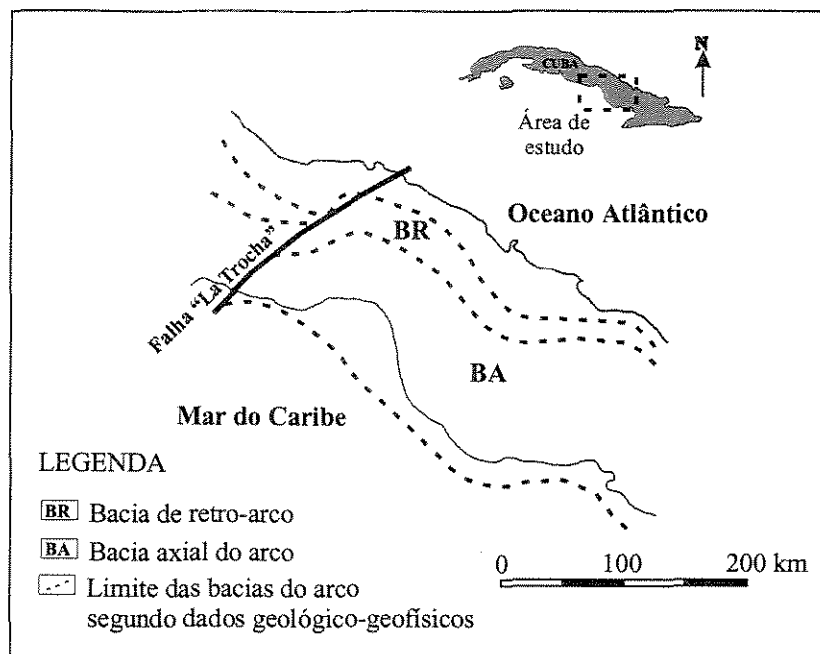 CUBA
N
Área de
estudo
Oceano Atlântico
BR
Falha "La Trocha"
BA
Mar do Caribe
LEGENDA
BR Bacia de retro-arco
BA Bacia axial do arco
Limite das bacias do arco
segundo dados geológico-geofísicos
0 100 200 km